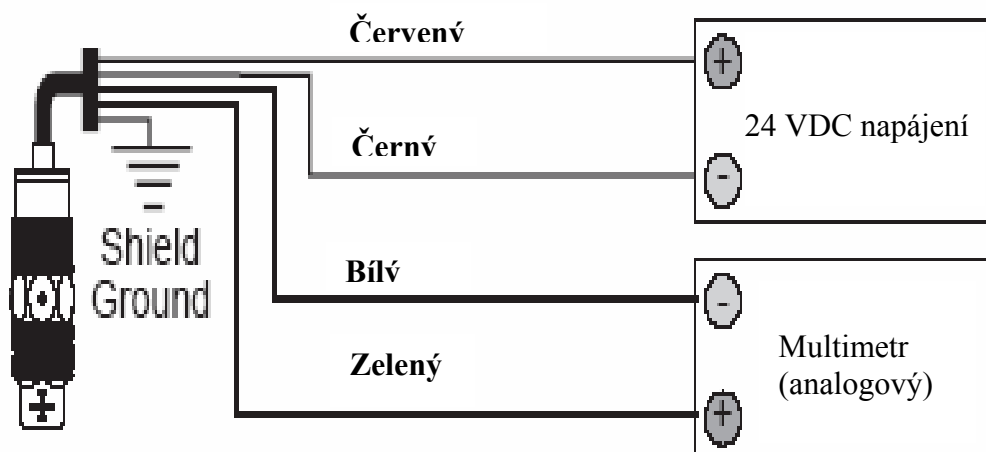 Červený
24 VDC napájení
Černý
Shield
Ground
Bílý
Multimetr
(analogový)
Zelený